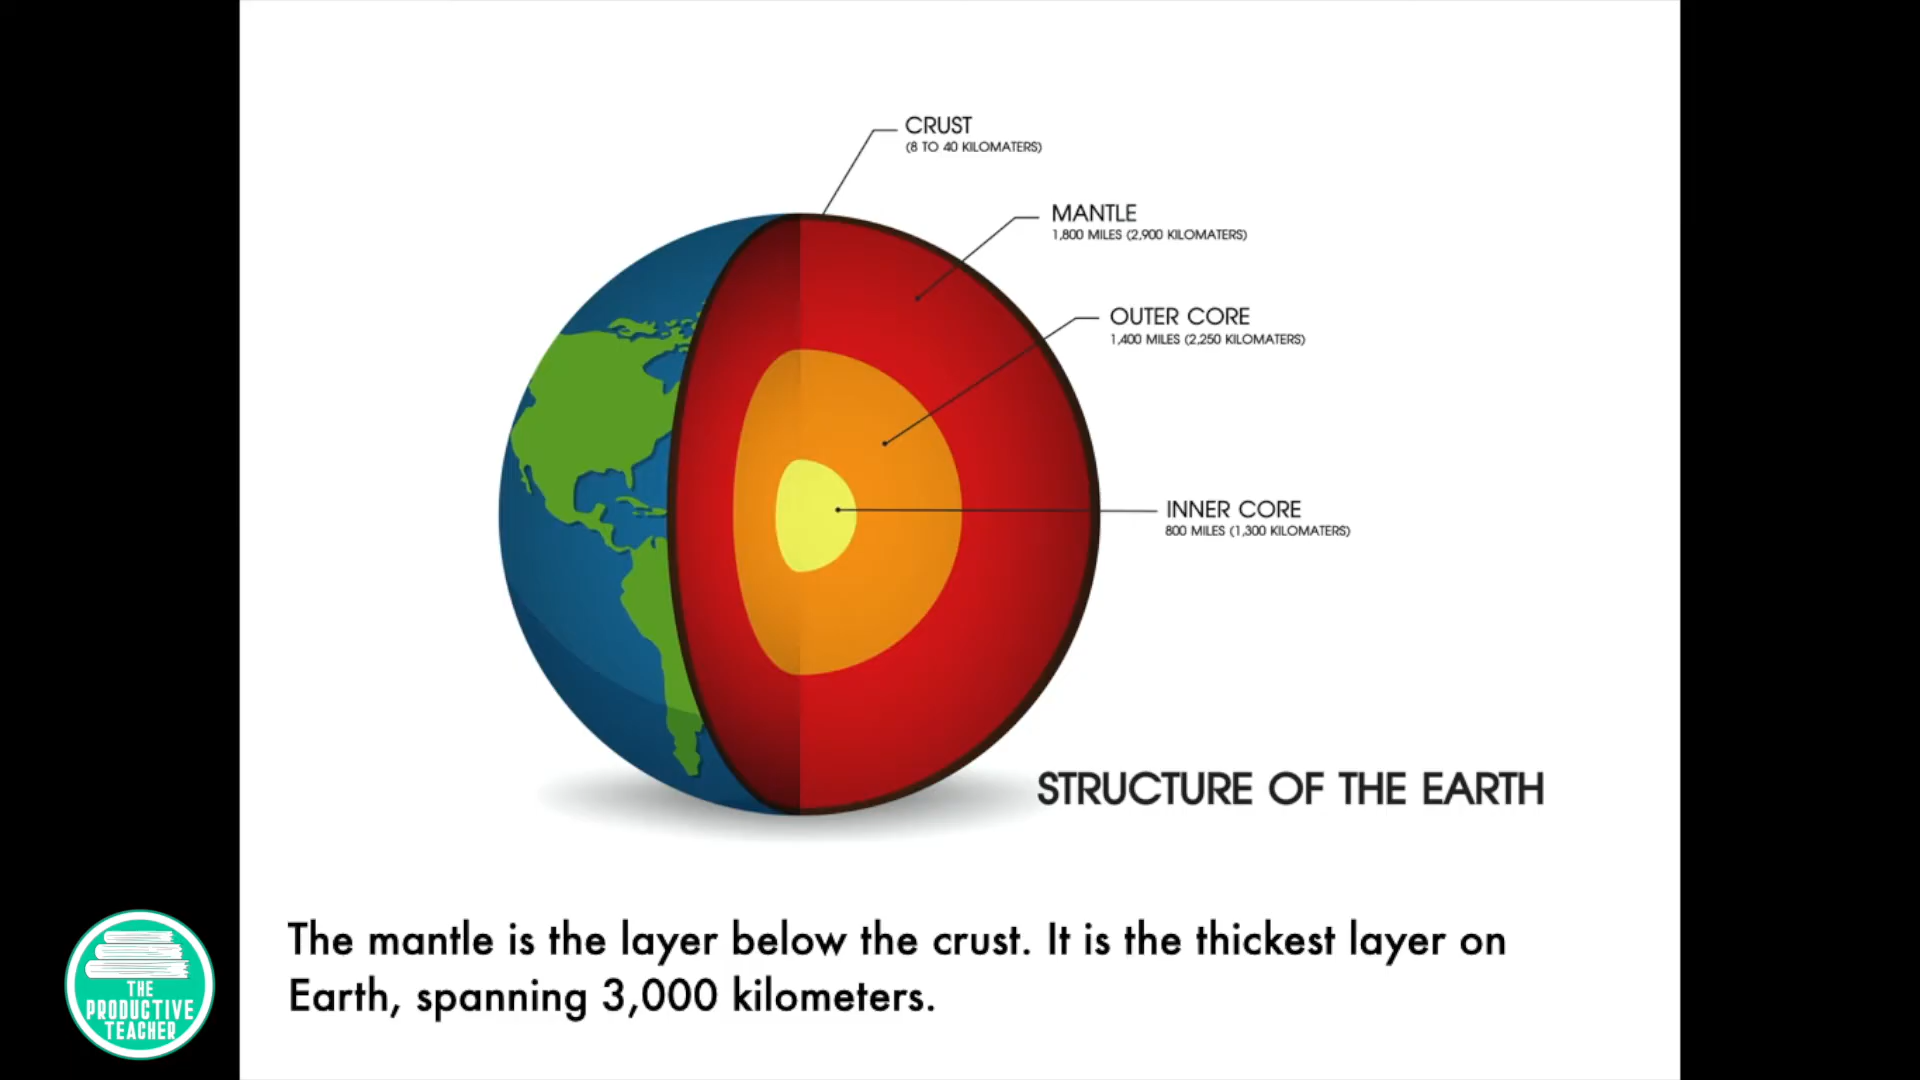 CRUST
(8 TO 40 KILOMATERS)
MANTLE
1,800 MILES (2,900 KILOMATERS)
OUTER CORE
1,400 MILES (2,250 KILOMATERS)
INNER CORE
800 MILES (1,300 KILOMATERS)
STRUCTURE OF THE EARTH
The mantle is the layer below the crust. It is the thickest layer on
Earth, spanning 3,000 kilometers.
THE
PRODUCTIVE
TEACHER